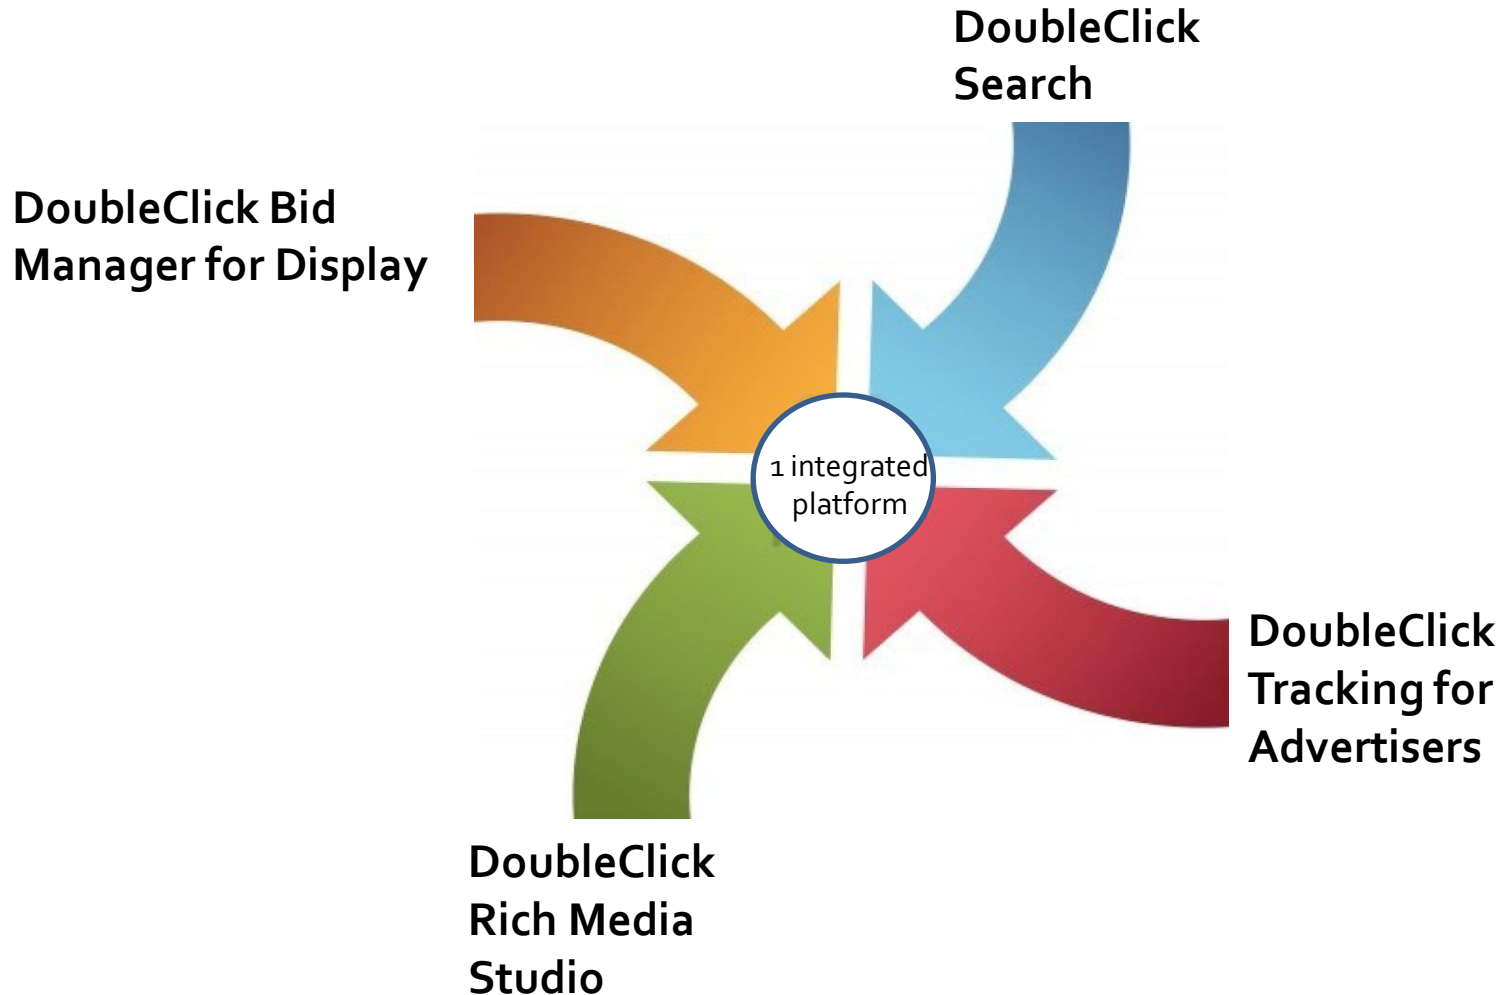 DoubleClick
Search
DoubleClick Bid
Manager for Display
1 integrated
platform
DoubleClick
Tracking for
Advertisers
DoubleClick
Rich Media
Studio